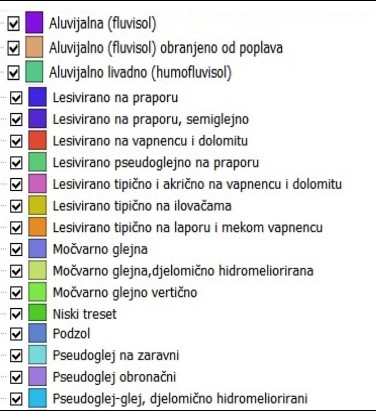 Aluvijalna (fluvisol)
Aluvijalno (fluvisol) obranjeno od poplava
Aluvijalno livadno (humofluvisol)
Lesivirano na praporu
Lesivirano na praporu, semiglejno
Lesivirano na vapnencu i dolomitu
Lesivirano pseudoglejno na praporu
Lesivirano tipično i akrično na vapnencu i dolomitu
Lesivirano tipično na ilovačama
Lesivirano tipično na laporu i mekom vapnencu
Močvarno glejna
Močvarno glejna,djelomično hidromeliorirana
Močvarno glejno vertično
Niski treset
Podzol
Pseudoglej na zaravni
Pseudoglej obronačni
Pseudoglej-glej, djelomično hidromeliorirani